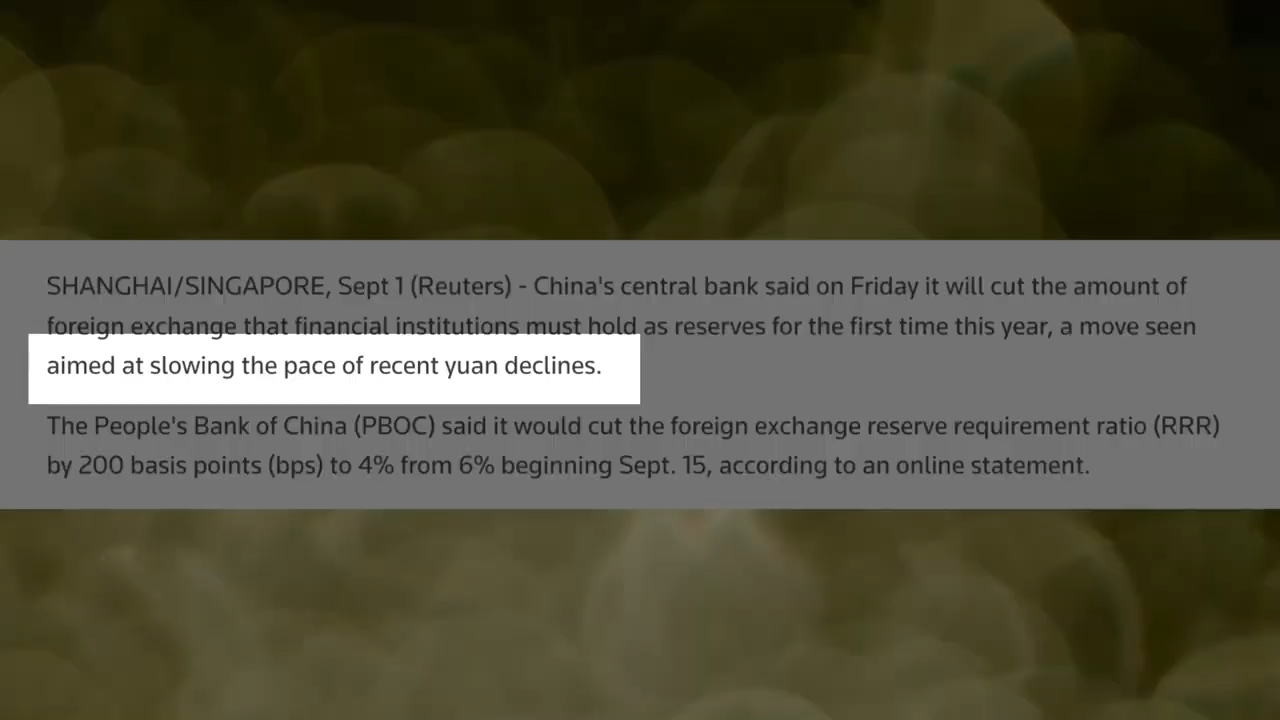 SHANGHAI/SINGAPORE, Sept 1 (Reuters) - China's central bank said on Friday it will cut the amount of
foreign exchange that financial institutions must hold as reserves for the first time this year, a move seen
aimed at slowing the pace of recent yuan declines.
The People's Bank of China (PBOC) said it would cut the foreign exchange reserve requirement ratio (RRR)
by 200 basis points (bps) to 4% from 6% beginning Sept. 15, according to an online statement.